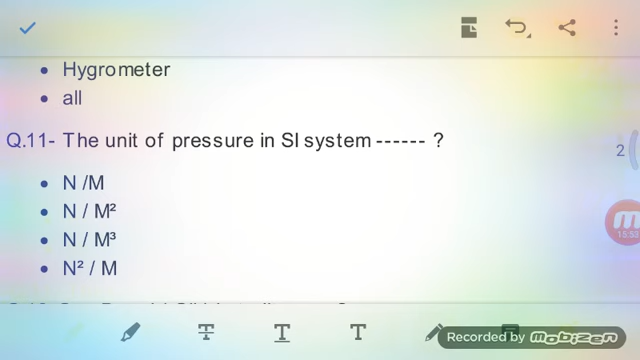 • Hygrometer
• all
Q.11- The unit of pressure in SI system ------ ?
• N /M
• N / M²
• N / M³
• N² / M
2
15:53
T T T
Recorded by mobizen